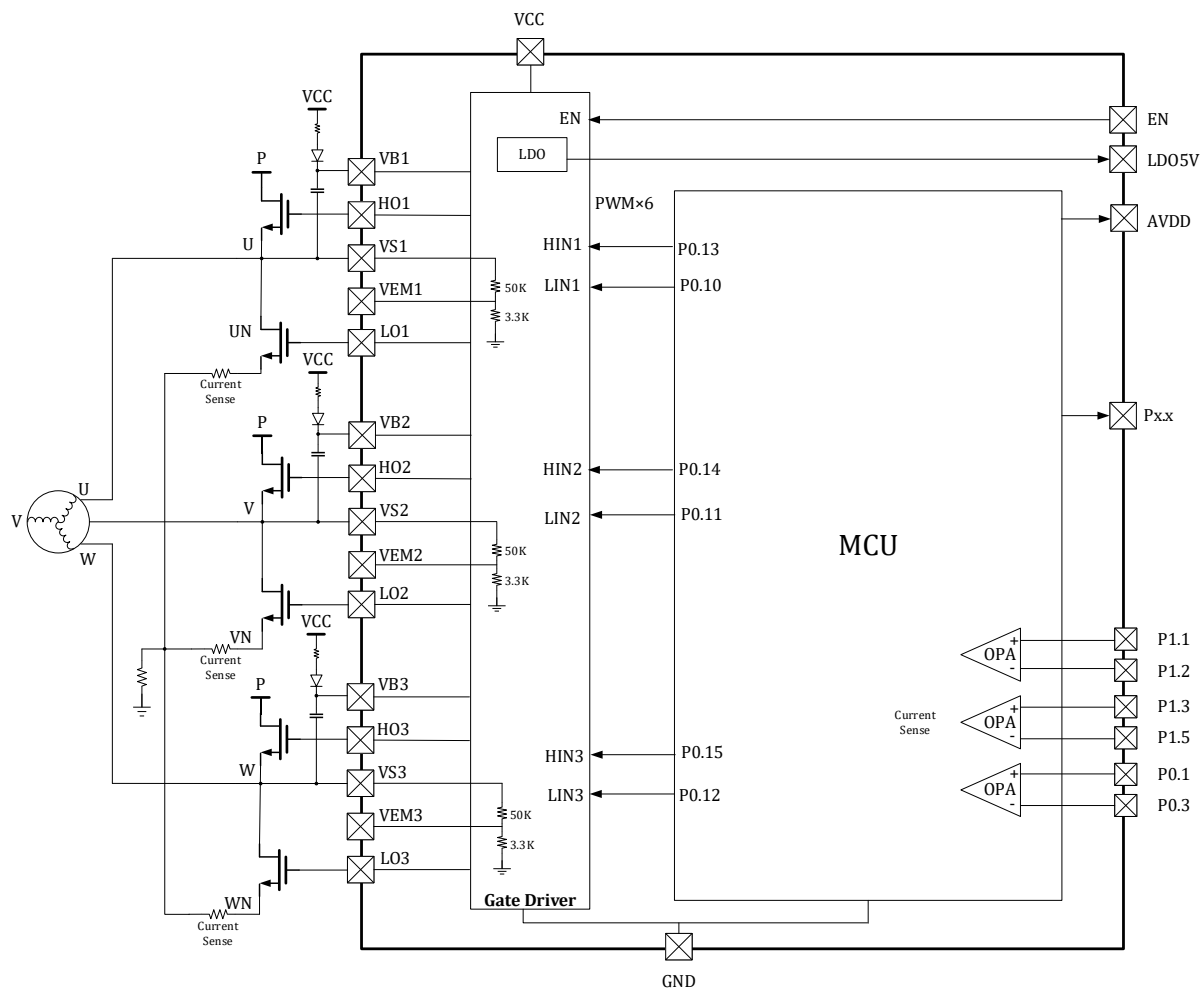 VCC
VCC
EN
EN
LDO
LDO5V
P
VB1
PWM×6
HO1
AVDD
U
VS1
HIN1
P0.13
50K
LIN1
P0.10
VEM1
3.3K
UN
LO1
VCC
Current
Sense
Px.x
P
VB2
HO2
HIN2
P0.14
U
V
VS2
LIN2
P0.11
V
50K
MCU
W
VEM2
3.3K
LO2
VCC
VN
Current
Sense
P1.1
+
OPA
-
P1.2
P
VB3
P1.3
+
Current
Sense
OPA
-
P1.5
HO3
HIN3
P0.15
W
VS3
P0.1
+
OPA
-
P0.3
LIN3
P0.12
50K
VEM3
3.3K
LO3
WN
Gate Driver
Current
Sense
GND